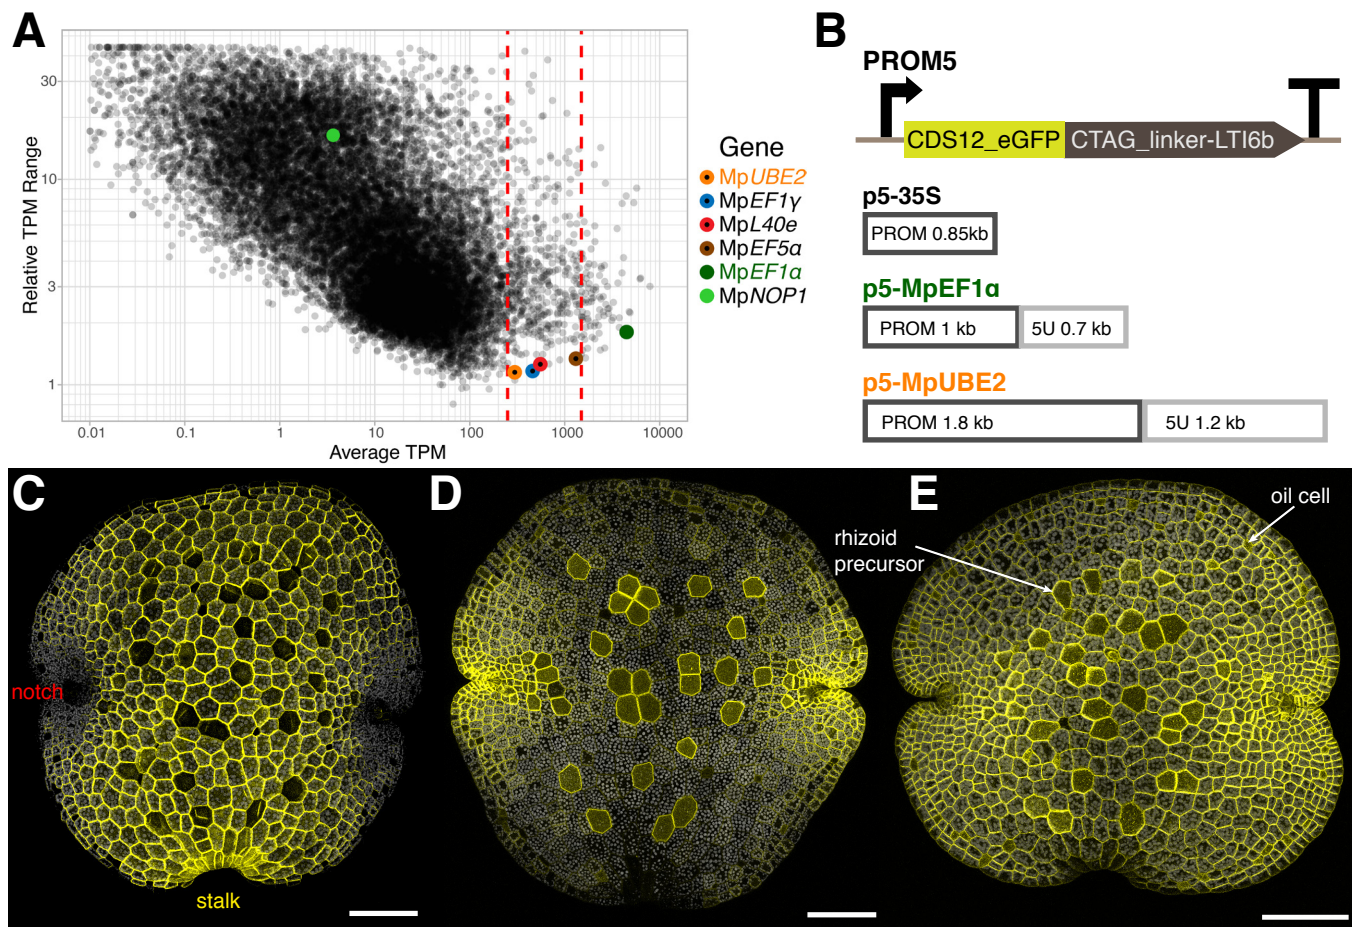 A
30
10
3
1
Relative TPM Range
0.01
0.1
1
10
100
1000
10000
Average TPM
Gene
MpUBE2
MpEF1γ
MpL40e
MpEF5α
MpEF1α
MpNOP1
B
PROM5
CDS12_eGFP
CTAG_linker-LTI6b
p5-35S
PROM 0.85kb
p5-MpEF1α
PROM 1 kb
5U 0.7 kb
p5-MpUBE2
PROM 1.8 kb
5U 1.2 kb
C
notch
stalk
D
E
rhizoid
precursor
oil cell